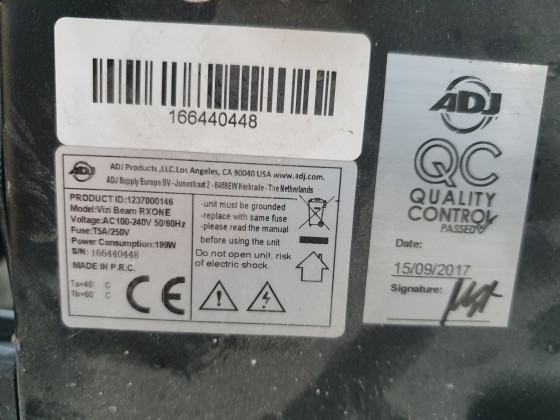 166440448
ADJ
ADJ Products ,LLC.Los Angeles, CA 90040 USA www.adj.com.
ADJ Supply Europe BV - Junostraat 2 - 6468EW Kerkrade - The Netherlands
PRODUCT ID:1237000146
Model:Vizi Beam RXONE
Voltage:AC100-240V 50/60Hz
Fuse:T5A/250V
Power Consumption:199W
S/N: 166440448
MADE IN P.R.C.
Ta=40° C
Tb=60° C
CE
-unit must be grounded
-replace with same fuse
-please read the manual
before using the unit
Do not open unit, risk
of electric shock.
ADJ
QC
QUALITY
CONTROL
PASSED
Date:
15/09/2017
Signature: